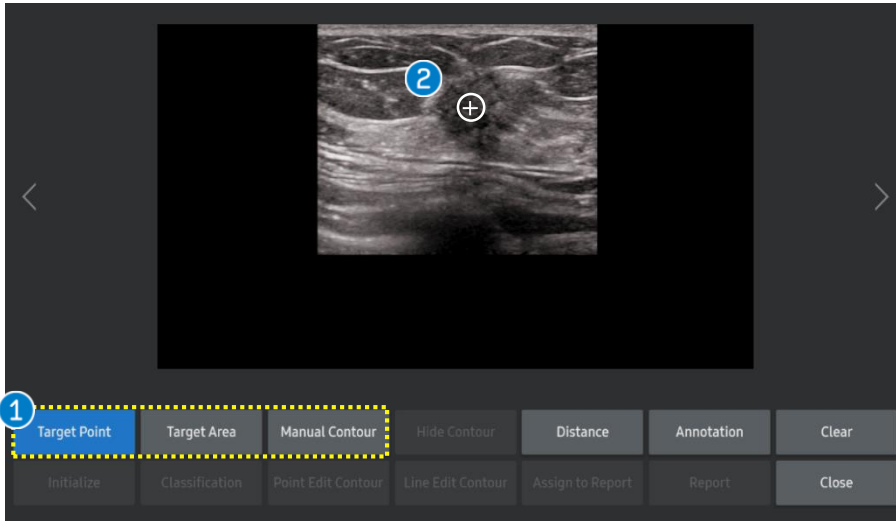 2
1
Target Point Target Area Manual Contour Hide Contour Distance Annotation Clear
Initialize Classification Point Edit Contour Line Edit Contour Assign to Report Report Close